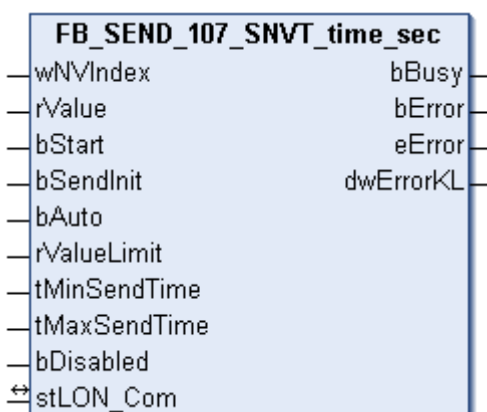 FB_SEND_107_SNVT_time_sec
wNVIndex bBusy
rValue bError
bStart eError
bSendInit dwErrorKL
bAuto
rValueLimit
tMinSendTime
tMaxSendTime
bDisabled
stLON_Com